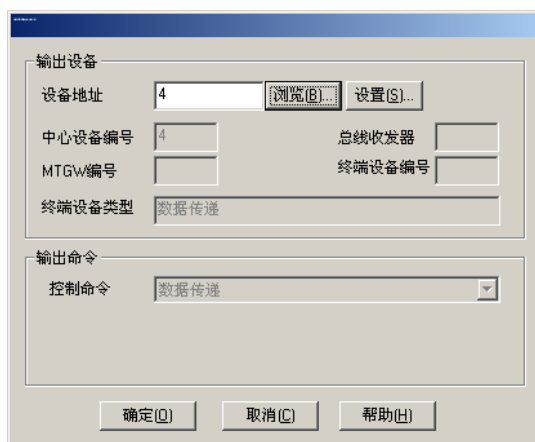 输出设备
设备地址 4 浏览(B)... 设置(S)...
中心设备编号 4 总线收发器
MTGW编号 终端设备编号
终端设备类型 数据传递
输出命令
控制命令 数据传递
确定(O) 取消(C) 帮助(H)